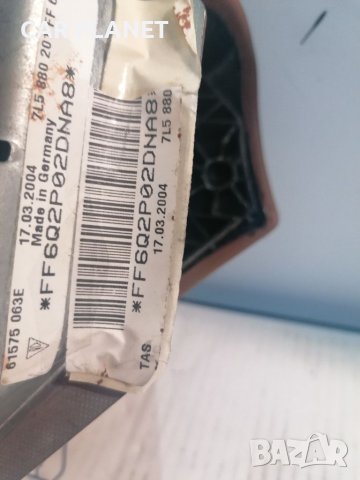 CAR PLANET
7L5 880 201
17.03.2004
Made in Germany
*FF6Q2P02DNA8*
61575 063E
7L5 880
*FF6Q2P02DNA8*
17.03.2004
TAS
BAZAR